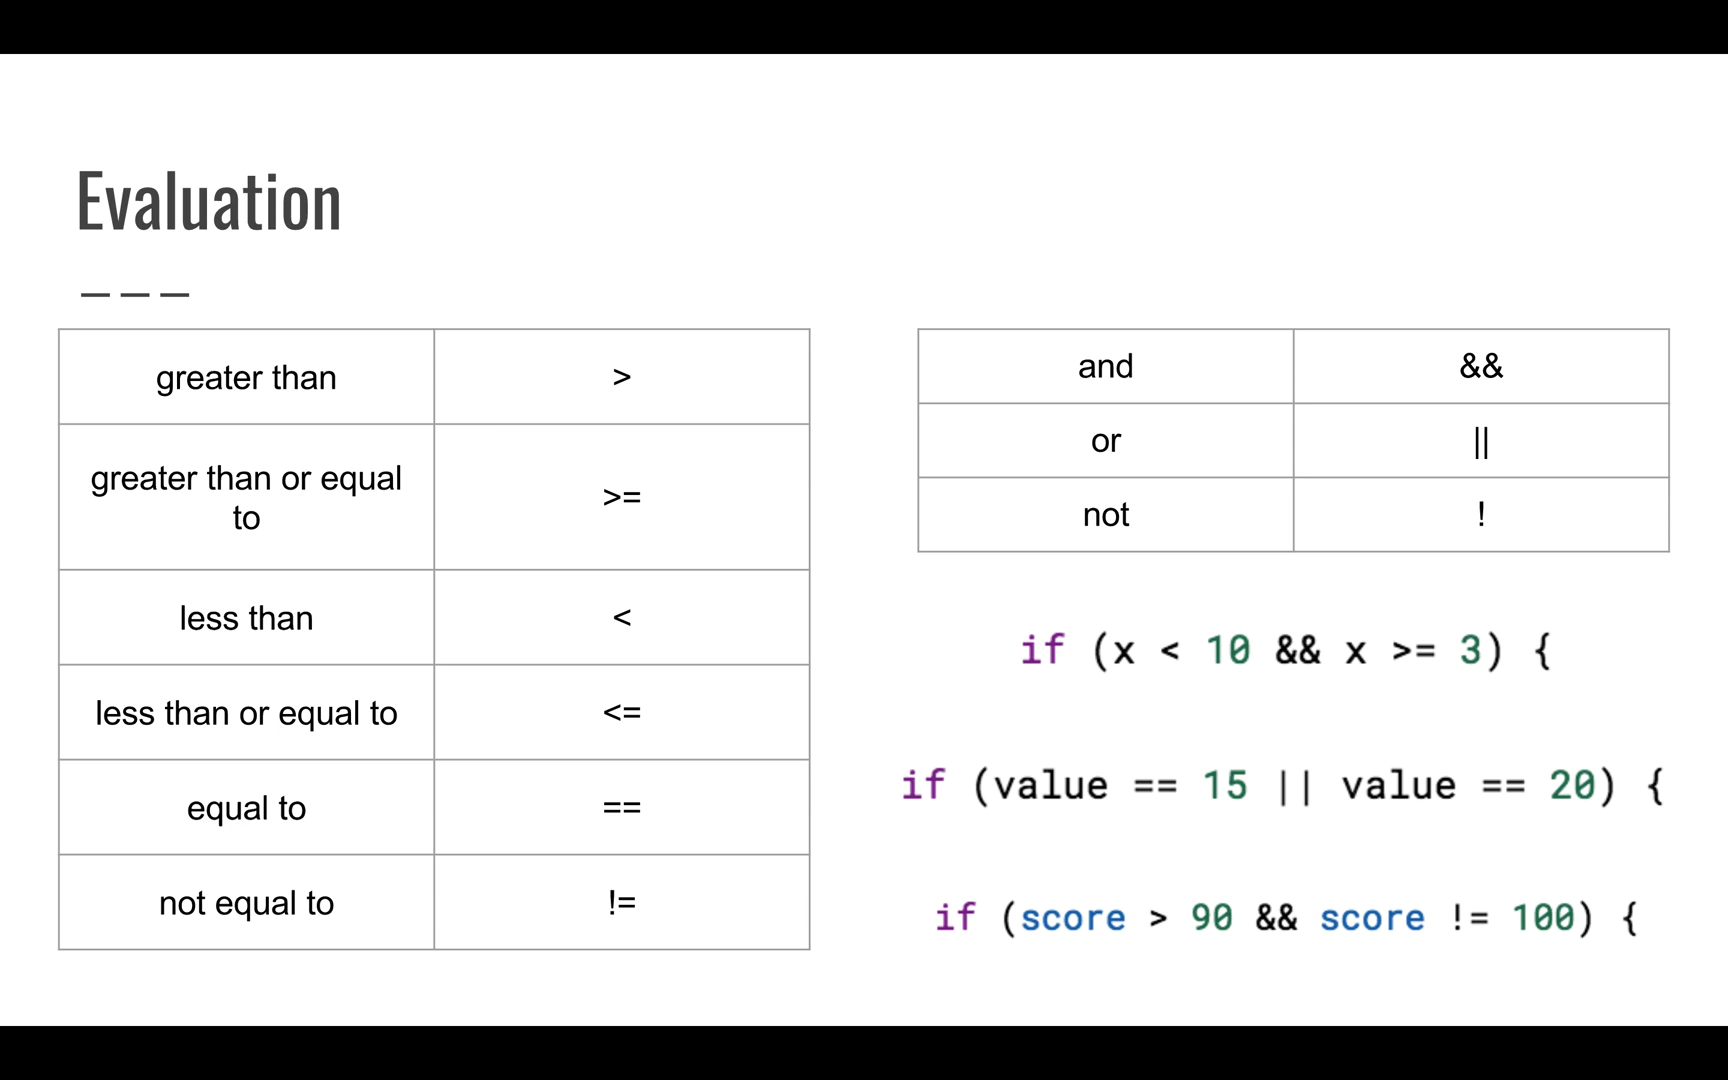 Evaluation
greater than >
greater than or equal
to >=
less than <
less than or equal to <=
equal to ==
not equal to !=
and &&
or ||
not !
if (x < 10 && x >= 3) {
if (value == 15 || value == 20) {
if (score > 90 && score != 100) {